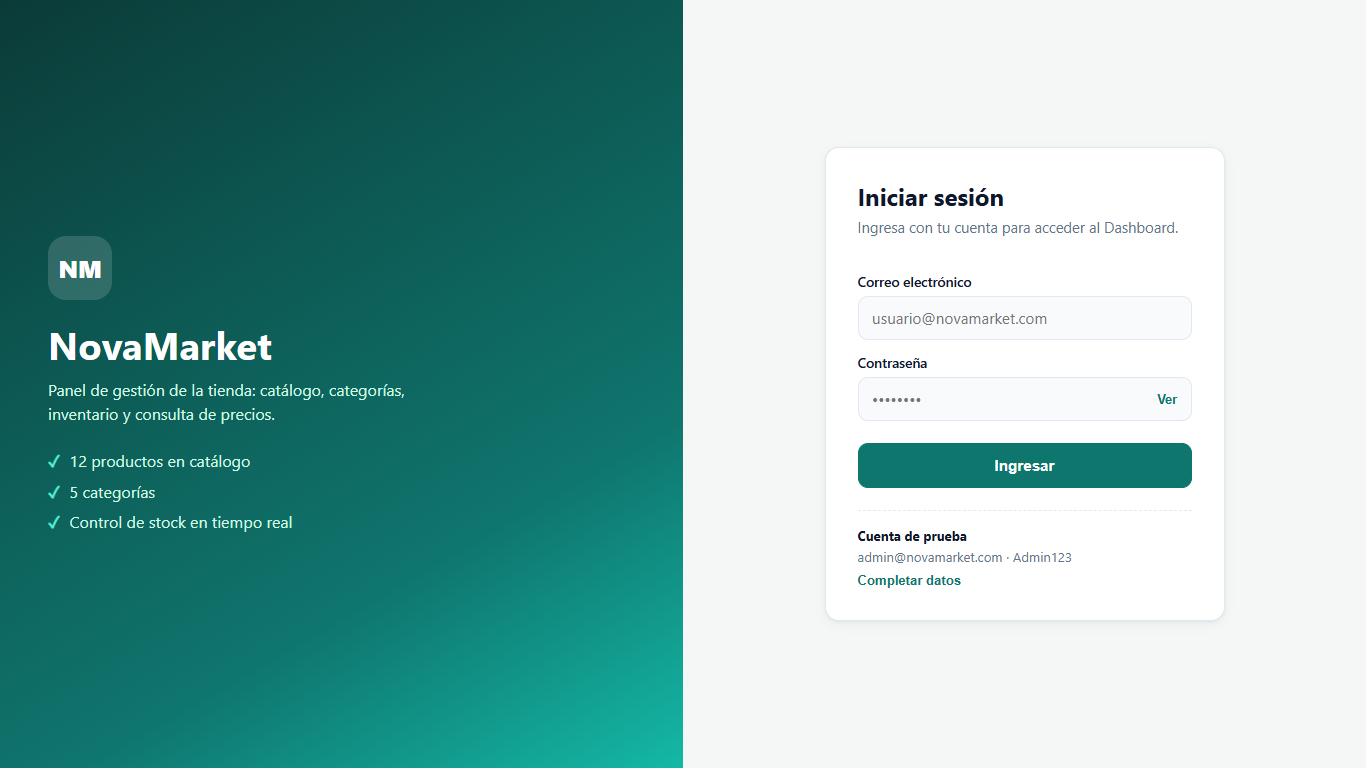 NM
NovaMarket
Panel de gestión de la tienda: catálogo, categorías,
inventario y consulta de precios.
✓ 12 productos en catálogo
✓ 5 categorías
✓ Control de stock en tiempo real
Iniciar sesión
Ingresa con tu cuenta para acceder al Dashboard.
Correo electrónico
usuario@novamarket.com
Contraseña
•••••••• Ver
Ingresar
Cuenta de prueba
admin@novamarket.com · Admin123
Completar datos